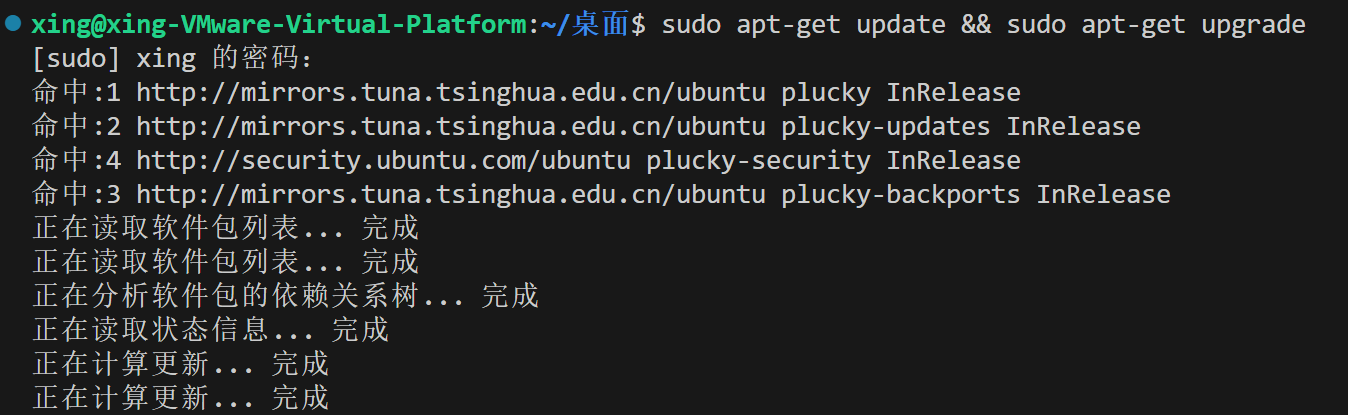 xing@xing-VMware-Virtual-Platform:~/桌面$ sudo apt-get update && sudo apt-get upgrade
[sudo] xing 的密码：
命中:1 http://mirrors.tuna.tsinghua.edu.cn/ubuntu plucky InRelease
命中:2 http://mirrors.tuna.tsinghua.edu.cn/ubuntu plucky-updates InRelease
命中:4 http://security.ubuntu.com/ubuntu plucky-security InRelease
命中:3 http://mirrors.tuna.tsinghua.edu.cn/ubuntu plucky-backports InRelease
正在读取软件包列表... 完成
正在读取软件包列表... 完成
正在分析软件包的依赖关系树... 完成
正在读取状态信息... 完成
正在计算更新... 完成
正在计算更新... 完成